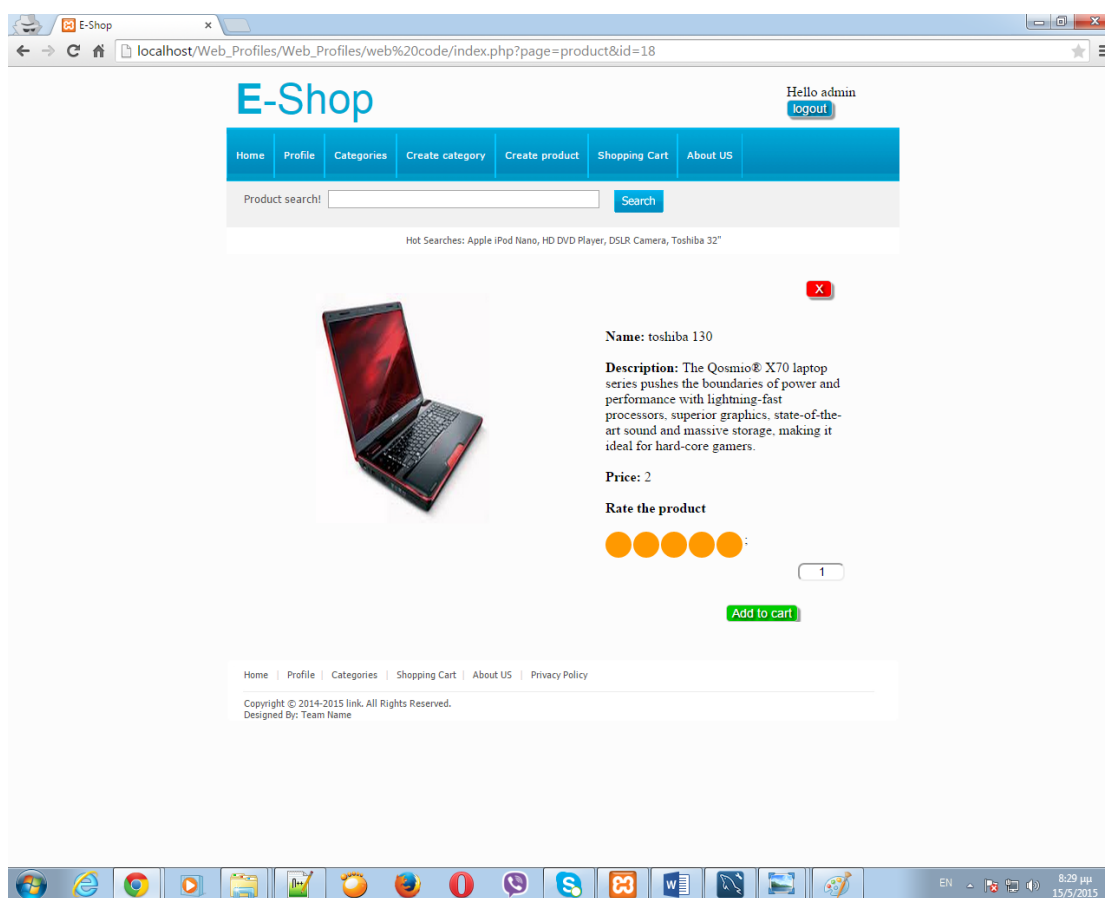 E-Shop
localhost/Web_Profiles/Web_Profiles/web%20code/index.php?page=product&id=18
E-Shop
Hello admin
logout
Home Profile Categories Create category Create product Shopping Cart About US
Product search! Search
Hot Searches: Apple iPod Nano, HD DVD Player, DSLR Camera, Toshiba 32"
X
Name: toshiba 130
Description: The Qosmio® X70 laptop
series pushes the boundaries of power and
performance with lightning-fast
processors, superior graphics, state-of-the-
art sound and massive storage, making it
ideal for hard-core gamers.
Price: 2
Rate the product
:
1
Add to cart
Home | Profile | Categories | Shopping Cart | About US | Privacy Policy
Copyright © 2014-2015 link. All Rights Reserved.
Designed By: Team Name
EN
8:29 μμ
15/5/2015